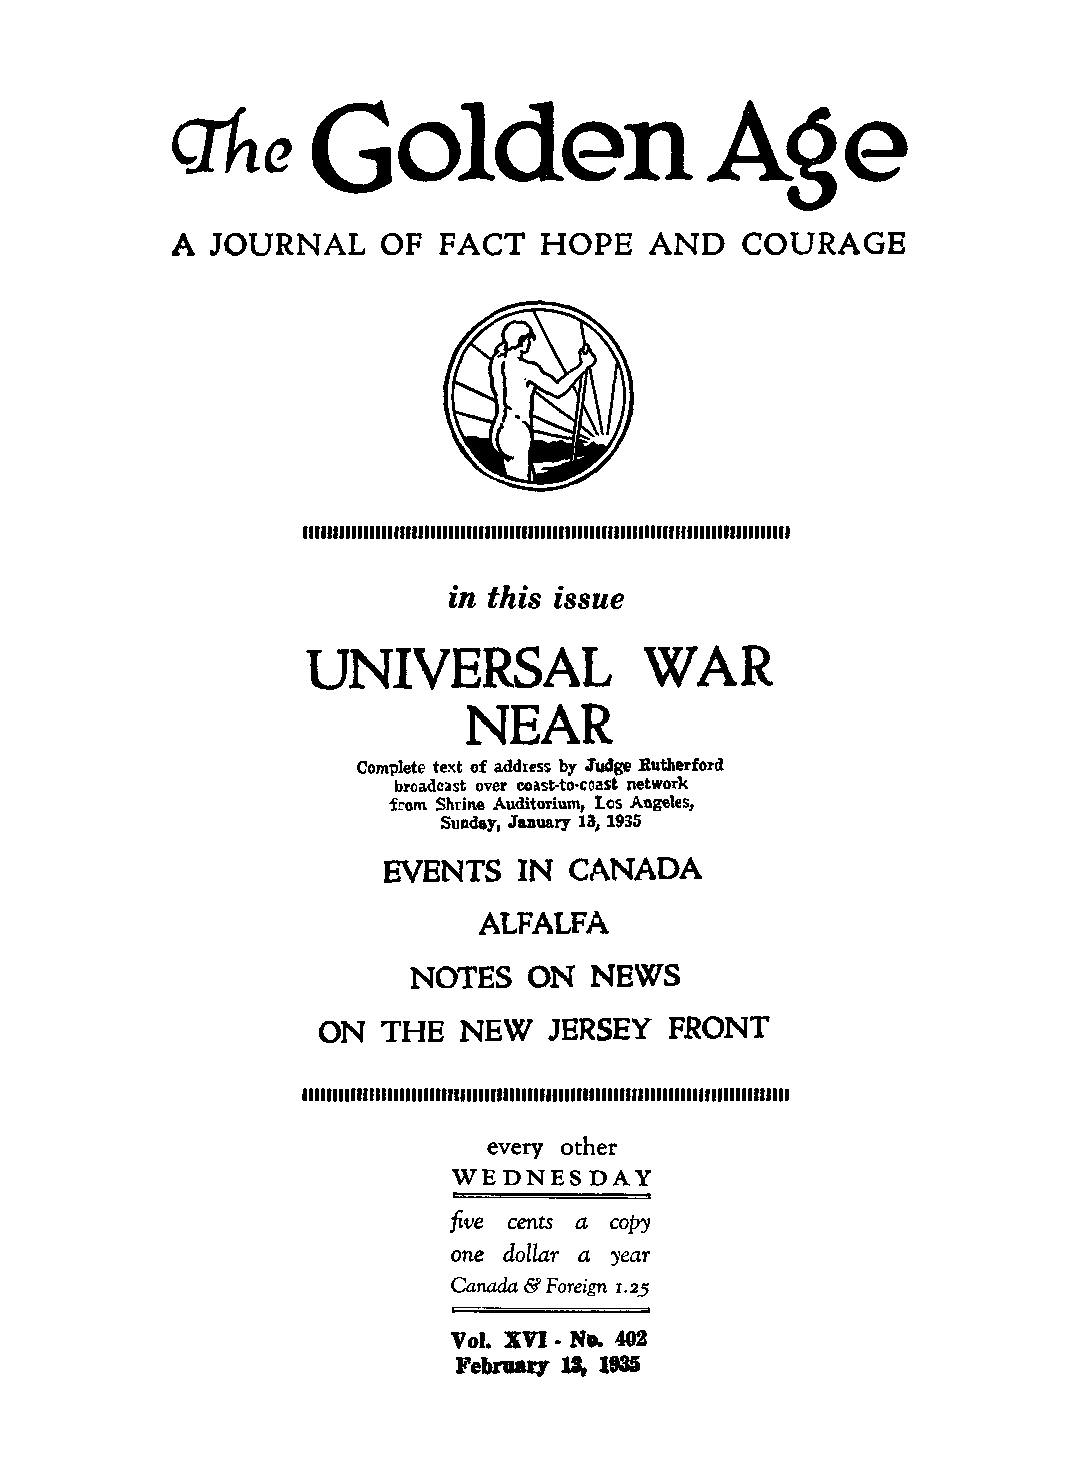 The Golden Age
A JOURNAL OF FACT HOPE AND COURAGE
in this issue
UNIVERSAL WAR
NEAR
Complete text of address by Judge Rutherford
broadcast over coast-to-coast network
from Shrine Auditorium, Los Angeles,
Sunday, January 13, 1935
EVENTS IN CANADA
ALFALFA
NOTES ON NEWS
ON THE NEW JERSEY FRONT
every other
WEDNESDAY
five cents a copy
one dollar a year
Canada & Foreign 1.25
Vol. XVI - No. 402
February 13, 1935